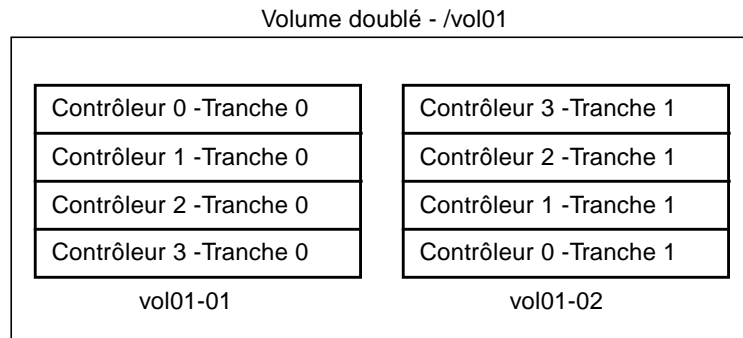 Volume doublé - /vol01
Contrôleur 0 -Tranche 0
Contrôleur 1 -Tranche 0
Contrôleur 2 -Tranche 0
Contrôleur 3 -Tranche 0
vol01-01
Contrôleur 3 -Tranche 1
Contrôleur 2 -Tranche 1
Contrôleur 1 -Tranche 1
Contrôleur 0 -Tranche 1
vol01-02